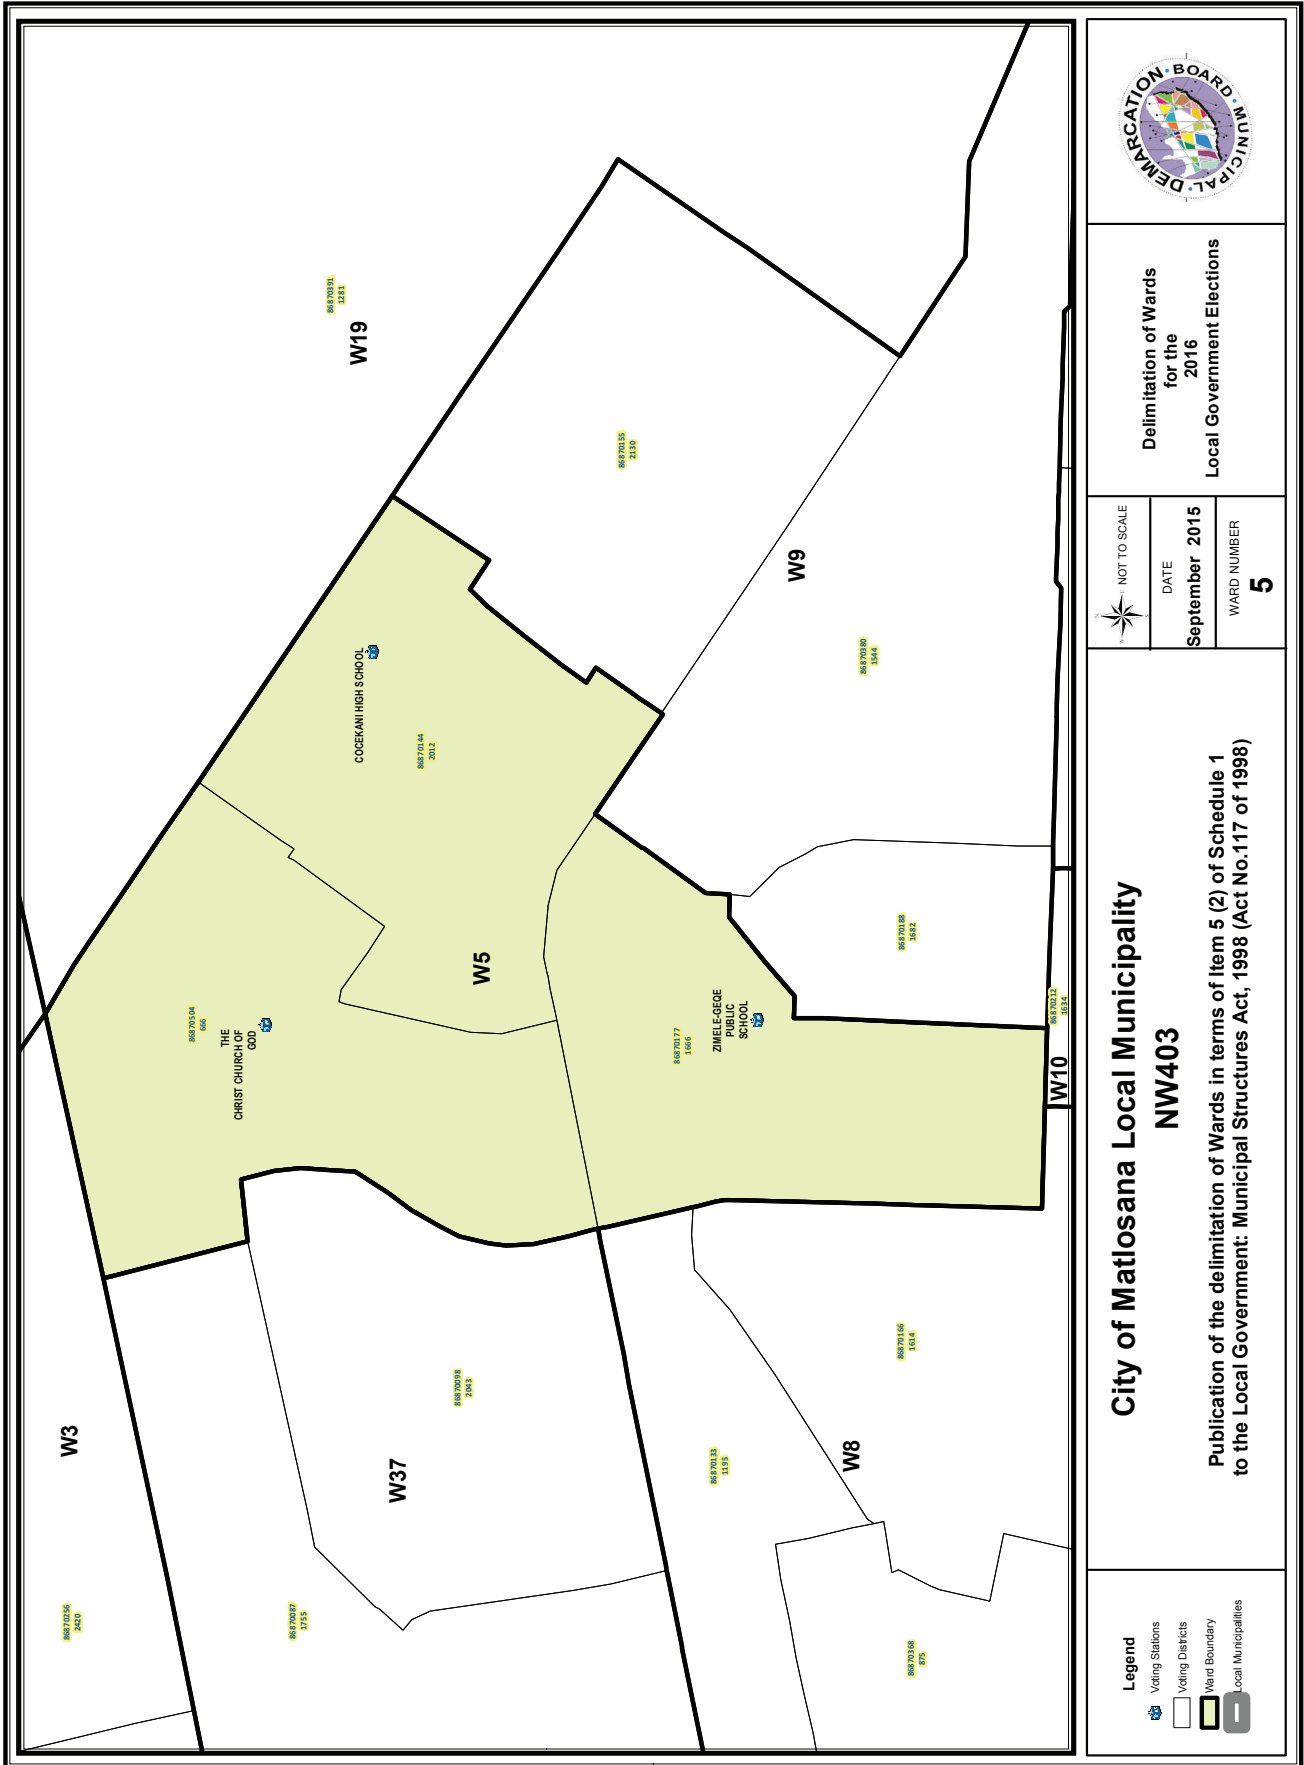 W3
86870256
2420
W37
86870087
1755
86870098
2043
W19
86870391
1281
COCEKANI HIGH SCHOOL
86870144
2012
86870155
2130
86870504
666
THE
CHRIST CHURCH OF
GOD
W5
86870177
1666
ZIMELE-GEQE
PUBLIC
SCHOOL
W9
86870380
1544
86870188
1682
86870212
1634
W10
W8
86870133
1195
86870166
1614
86870368
875
Legend
Voting Stations
Voting Districts
Ward Boundary
Local Municipalities
City of Matlosana Local Municipality
NW403
Publication of the delimitation of Wards in terms of Item 5 (2) of Schedule 1
to the Local Government: Municipal Structures Act, 1998 (Act No.117 of 1998)
NOT TO SCALE
DATE
September 2015
WARD NUMBER
5
Delimitation of Wards
for the
2016
Local Government Elections
MUNICIPAL DEMARCATION BOARD